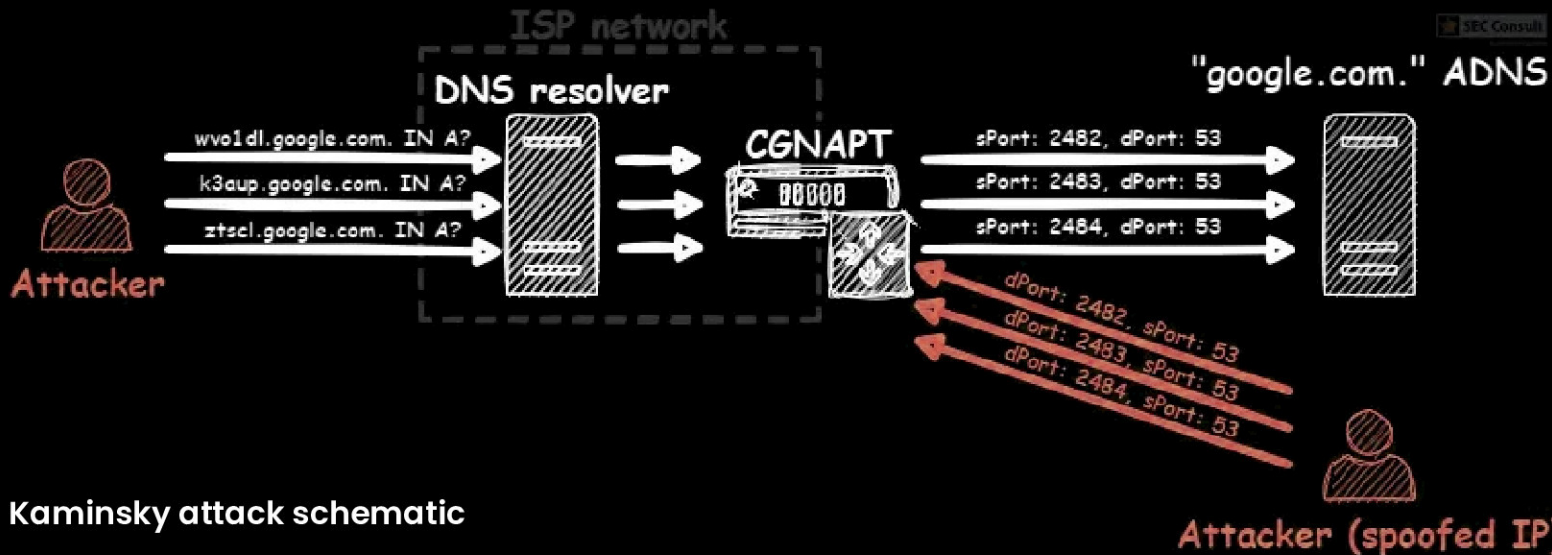 ISP network
SEC Consult
DNS resolver
"google.com." ADNS
wvo1dl.google.com. IN A?
CGNAPT
sPort: 2482, dPort: 53
k3aup.google.com. IN A?
00000
sPort: 2483, dPort: 53
ztscl.google.com. IN A?
sPort: 2484, dPort: 53
Attacker
dPort: 2482, sPort: 53
dPort: 2483, sPort: 53
dPort: 2484, sPort: 53
Kaminsky attack schematic
Attacker (spoofed IP